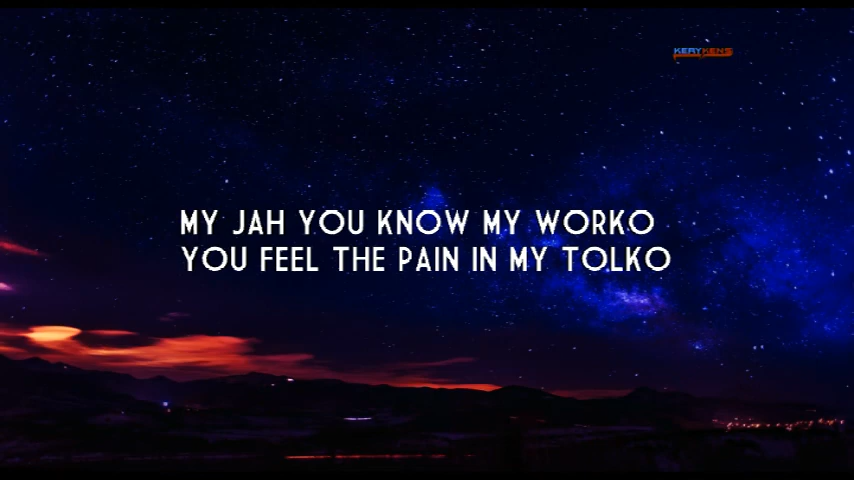 KERYKENS
MY JAH YOU KNOW MY WORKO
YOU FEEL THE PAIN IN MY TOLKO